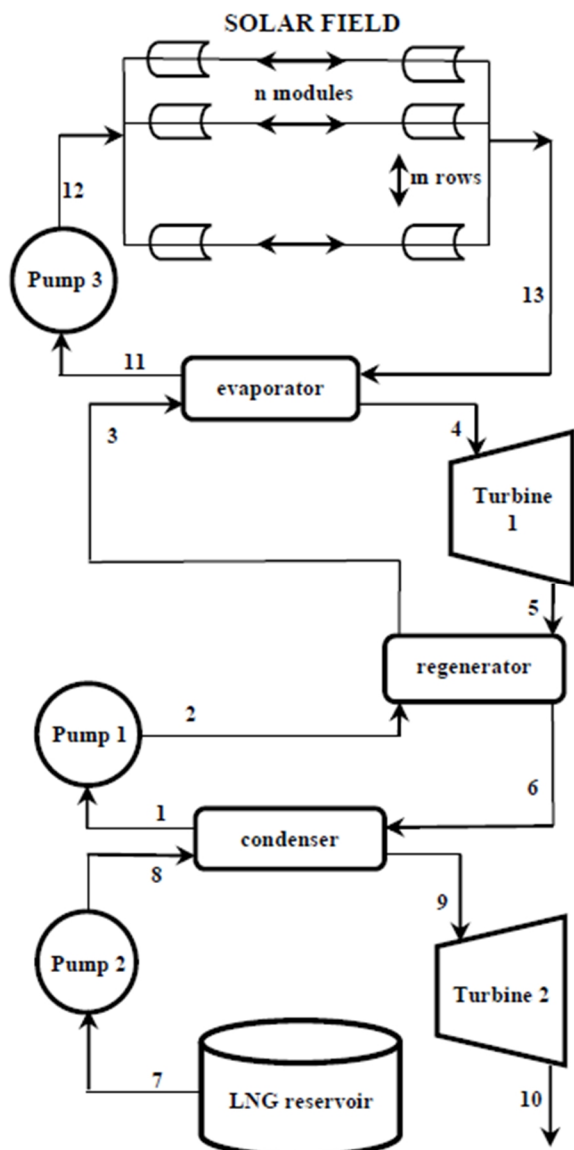 SOLAR FIELD
n modules
m rows
12
Pump 3
13
11
evaporator
3
4
Turbine
1
5
regenerator
2
Pump 1
6
1
condenser
8
9
Pump 2
Turbine 2
7
LNG reservoir
10